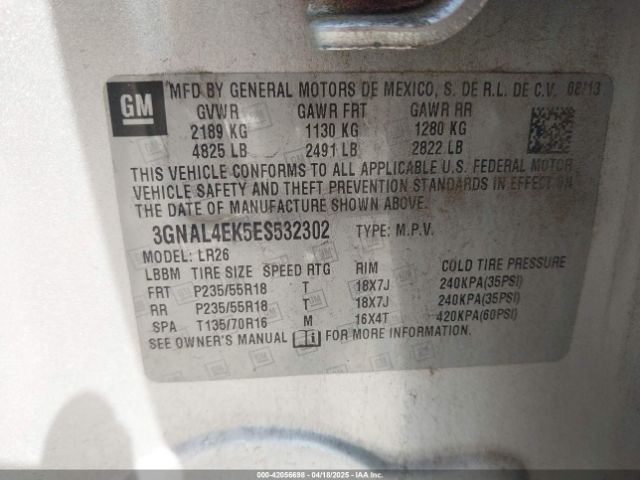 GM
MFD BY GENERAL MOTORS DE MEXICO, S. DE R.L. DE C.V. 08/13
GVWR GAWR FRT GAWR RR
2189 KG 1130 KG 1280 KG
4825 LB 2491 LB 2822 LB
THIS VEHICLE CONFORMS TO ALL APPLICABLE U.S. FEDERAL MOTOR
VEHICLE SAFETY AND THEFT PREVENTION STANDARDS IN EFFECT ON
THE DATE OF MANUFACTURE SHOWN ABOVE.
3GNAL4EK5ES532302 TYPE: M.P.V.
MODEL: LR26
LBBM TIRE SIZE SPEED RTG RIM COLD TIRE PRESSURE
FRT P235/55R18 T 18X7J 240KPA(35PSI)
RR P235/55R18 T 18X7J 240KPA(35PSI)
SPA T135/70R16 M 16X4T 420KPA(60PSI)
SEE OWNER'S MANUAL i FOR MORE INFORMATION.
000-42056698 - 04/18/2025 - IAAI.COM